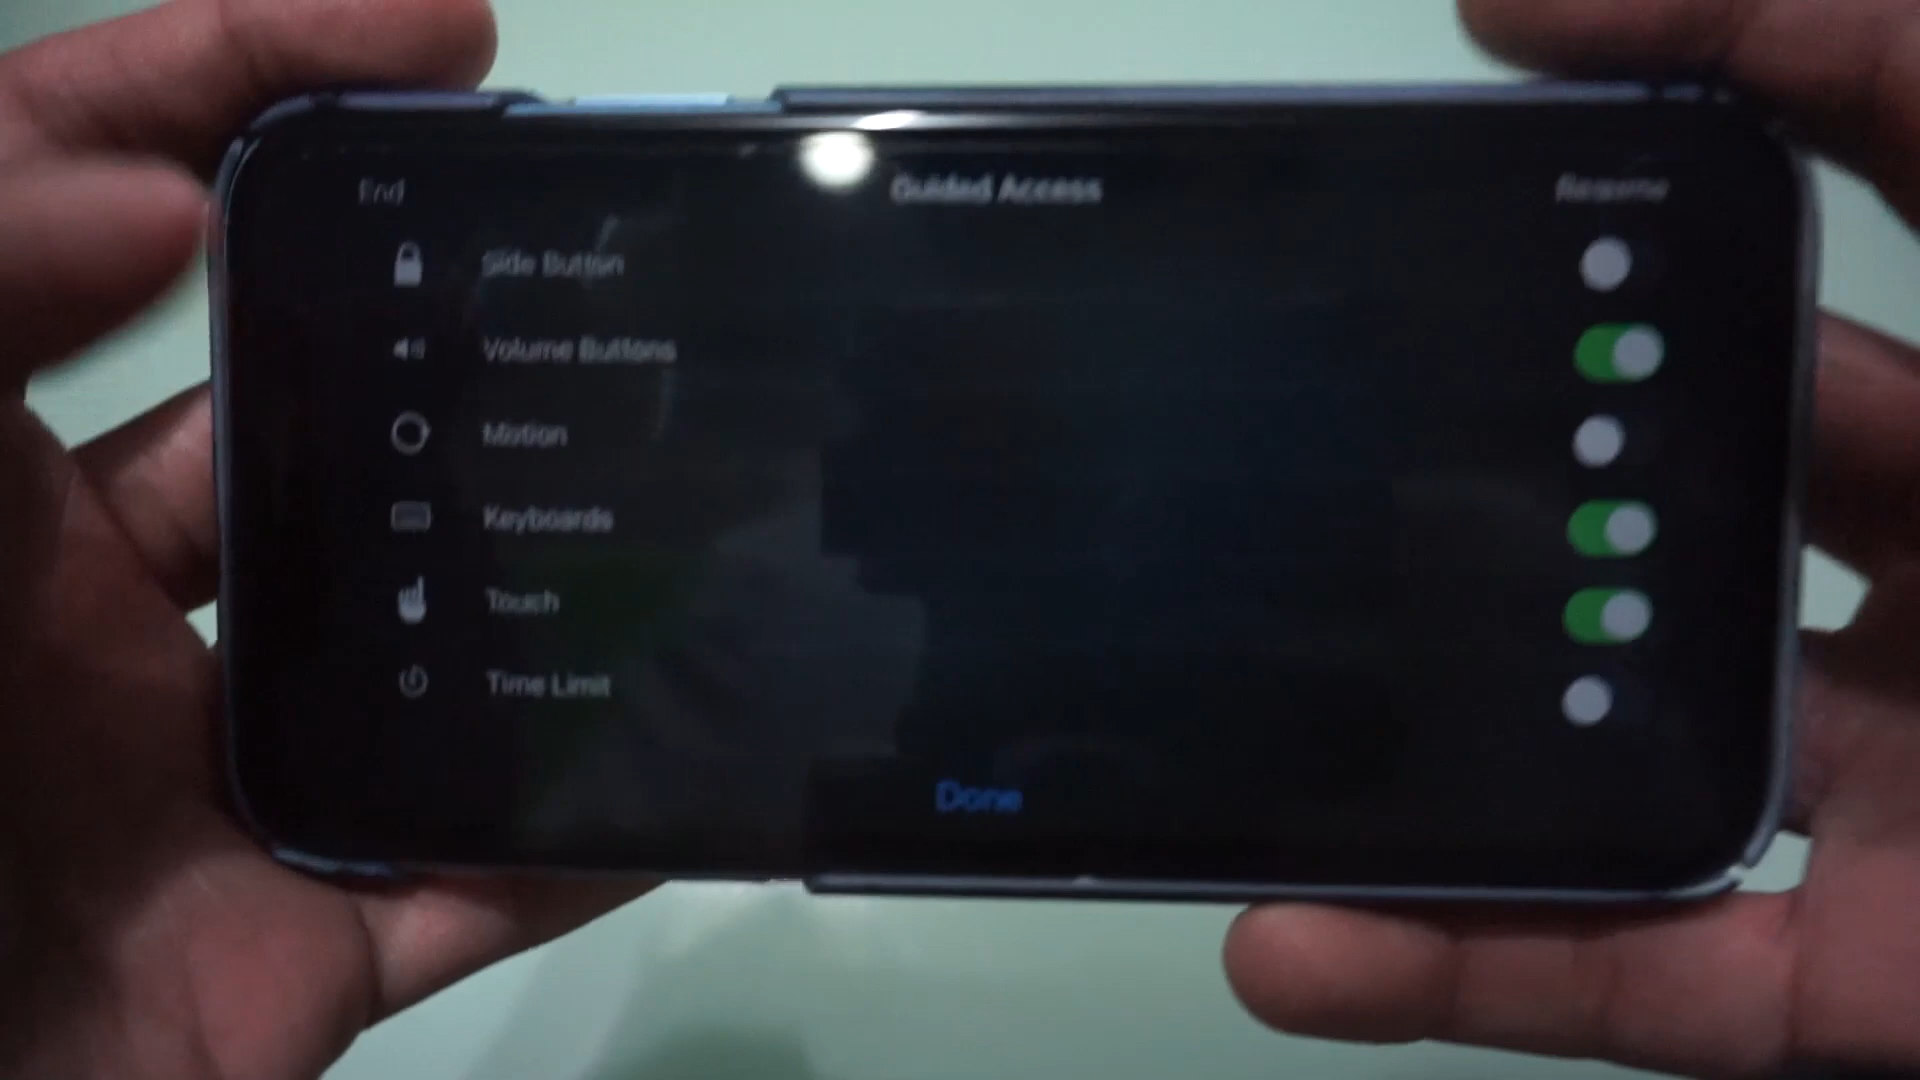 End
Guided Access
Resume
Side Button
Volume Buttons
Motion
Keyboards
Touch
Time Limit
Done